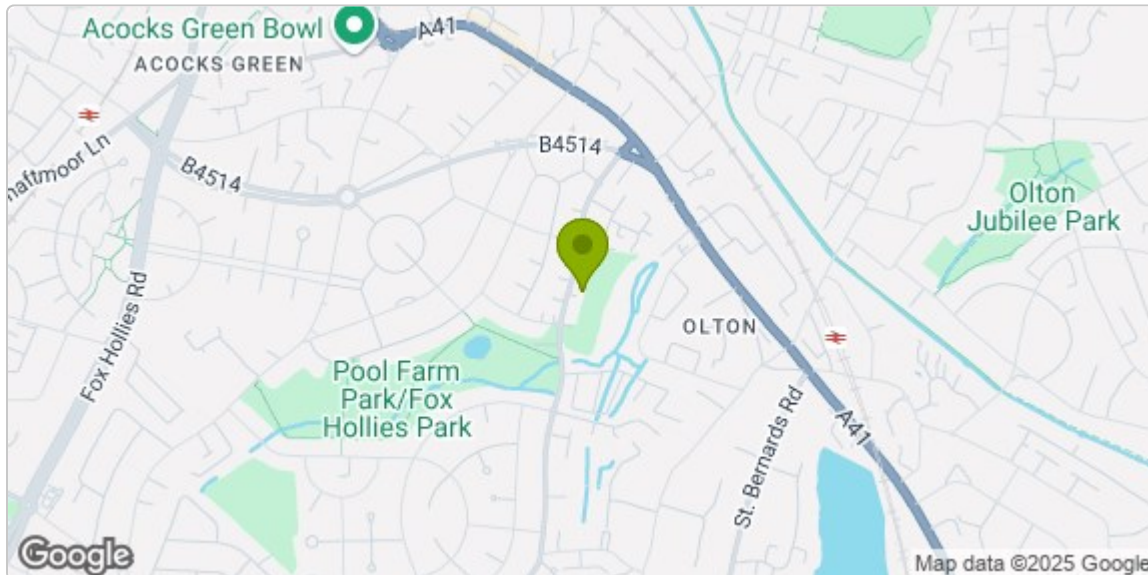 Acocks Green Bowl
A41
ACOCKS GREEN
B4514
haftmoor Ln
B4514
Olton
Jubilee Park
Fox Hollies Rd
OLTON
Pool Farm
Park/Fox
Hollies Park
St. Bernards Rd
A41
Google
Map data ©2025 Google